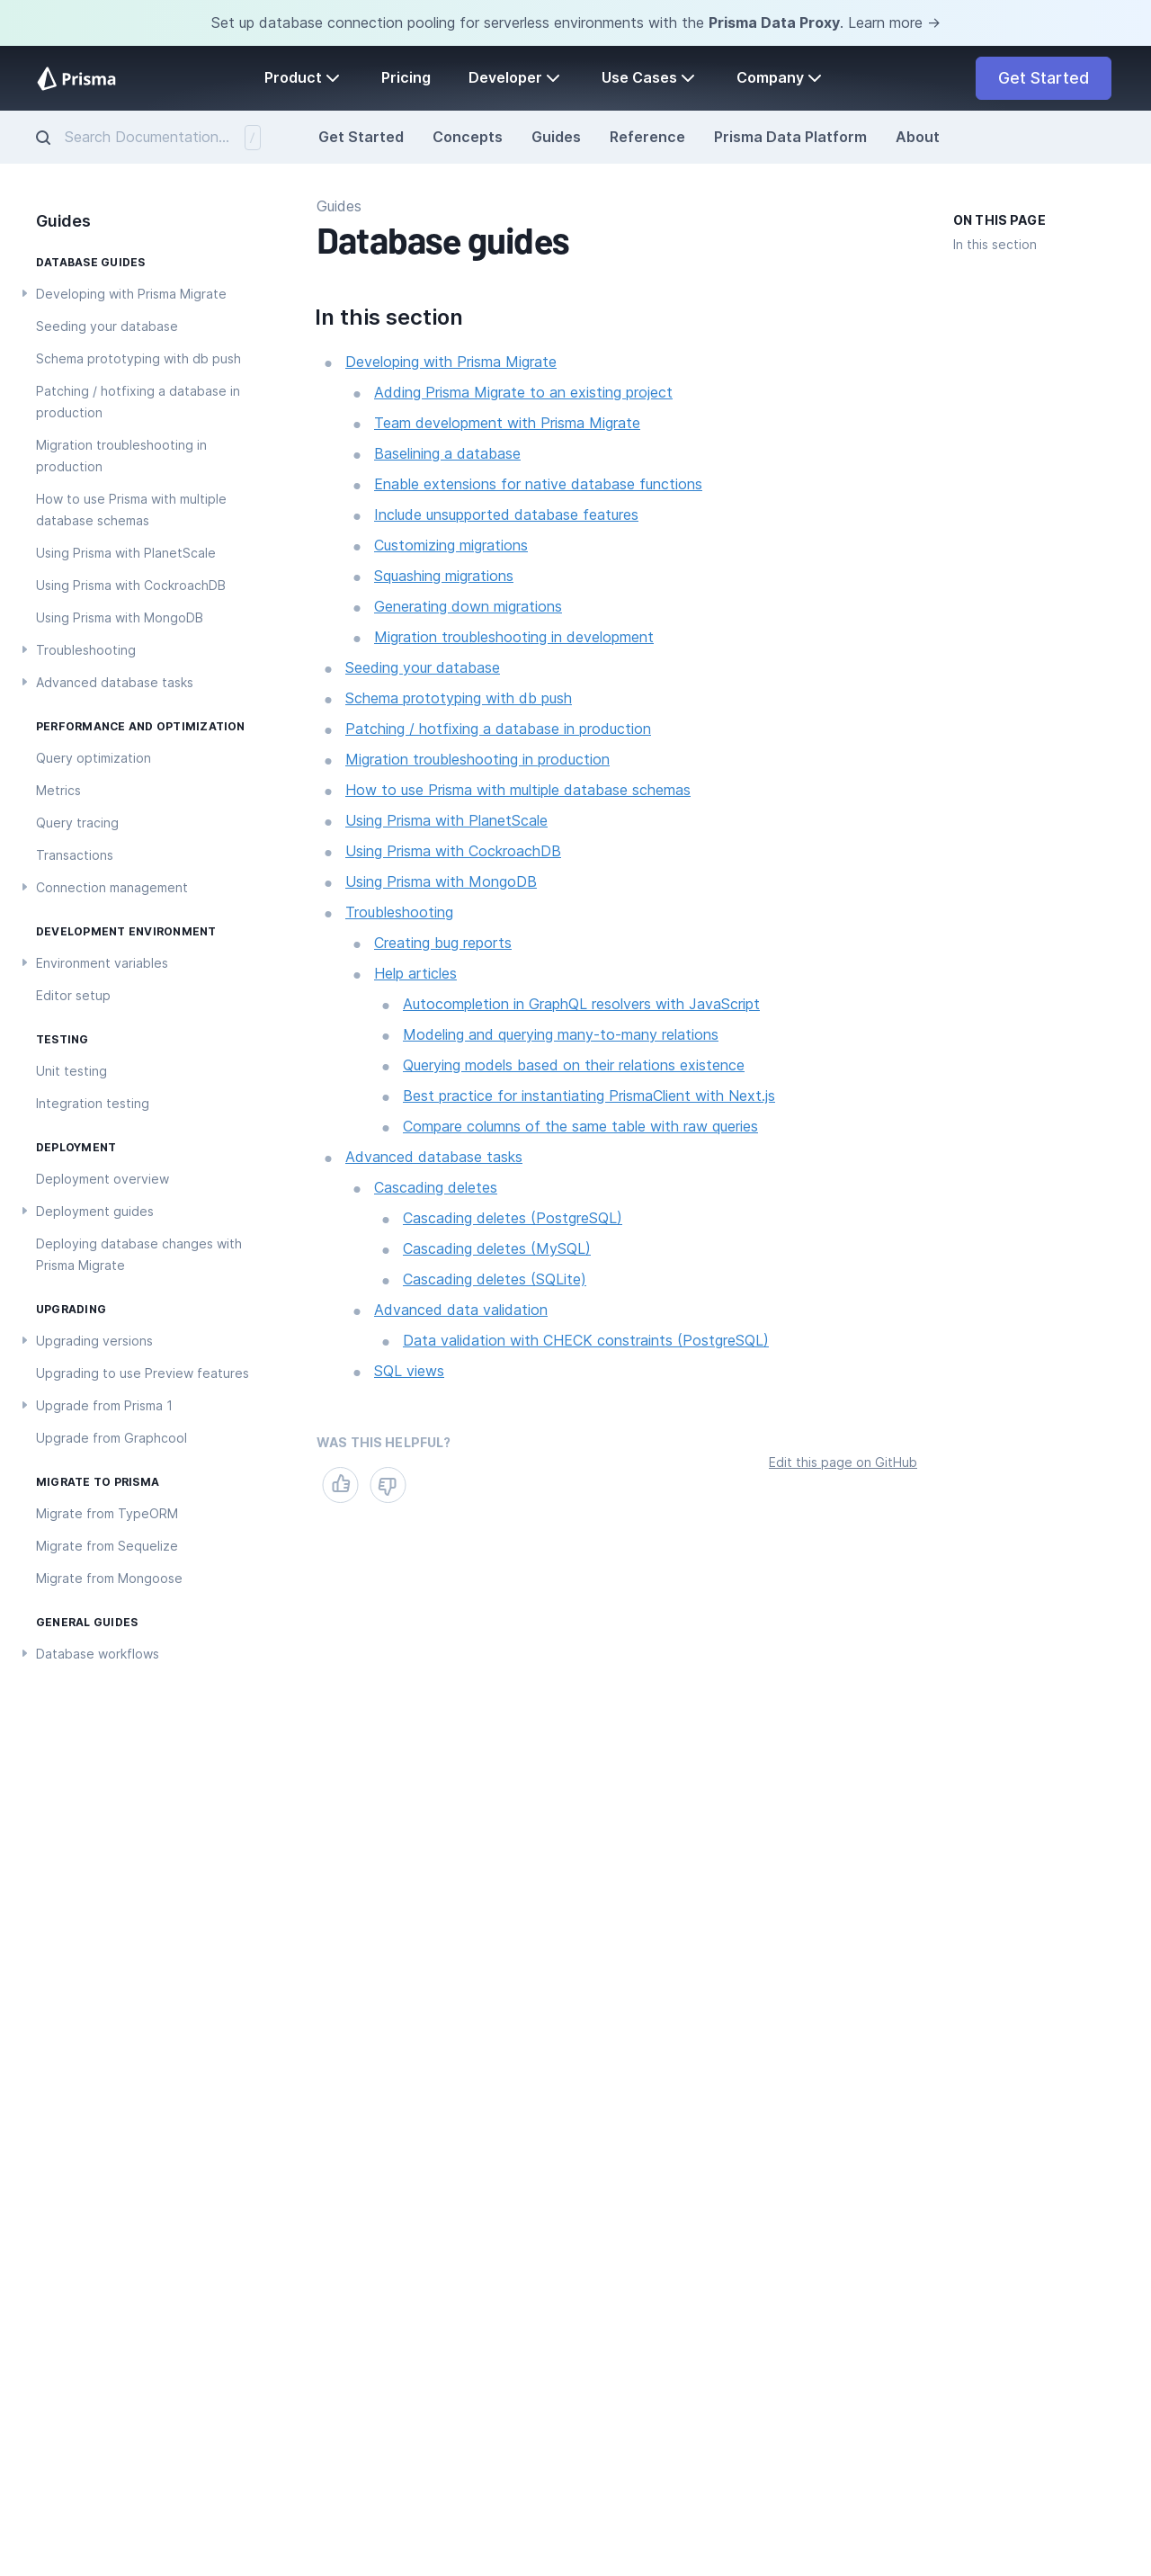 Set up database connection pooling for serverless environments with the Prisma Data Proxy. Learn more →
Prisma
Product
Pricing
Developer
Use Cases
Company
Get Started
Search Documentation...
/
Get Started
Concepts
Guides
Reference
Prisma Data Platform
About
Guides
DATABASE GUIDES
Developing with Prisma Migrate
Seeding your database
Schema prototyping with db push
Patching / hotfixing a database in
production
Migration troubleshooting in
production
How to use Prisma with multiple
database schemas
Using Prisma with PlanetScale
Using Prisma with CockroachDB
Using Prisma with MongoDB
Troubleshooting
Advanced database tasks
PERFORMANCE AND OPTIMIZATION
Query optimization
Metrics
Query tracing
Transactions
Connection management
DEVELOPMENT ENVIRONMENT
Environment variables
Editor setup
TESTING
Unit testing
Integration testing
DEPLOYMENT
Deployment overview
Deployment guides
Deploying database changes with
Prisma Migrate
UPGRADING
Upgrading versions
Upgrading to use Preview features
Upgrade from Prisma 1
Upgrade from Graphcool
MIGRATE TO PRISMA
Migrate from TypeORM
Migrate from Sequelize
Migrate from Mongoose
GENERAL GUIDES
Database workflows
Guides
Database guides
In this section
Developing with Prisma Migrate
Adding Prisma Migrate to an existing project
Team development with Prisma Migrate
Baselining a database
Enable extensions for native database functions
Include unsupported database features
Customizing migrations
Squashing migrations
Generating down migrations
Migration troubleshooting in development
Seeding your database
Schema prototyping with db push
Patching / hotfixing a database in production
Migration troubleshooting in production
How to use Prisma with multiple database schemas
Using Prisma with PlanetScale
Using Prisma with CockroachDB
Using Prisma with MongoDB
Troubleshooting
Creating bug reports
Help articles
Autocompletion in GraphQL resolvers with JavaScript
Modeling and querying many-to-many relations
Querying models based on their relations existence
Best practice for instantiating PrismaClient with Next.js
Compare columns of the same table with raw queries
Advanced database tasks
Cascading deletes
Cascading deletes (PostgreSQL)
Cascading deletes (MySQL)
Cascading deletes (SQLite)
Advanced data validation
Data validation with CHECK constraints (PostgreSQL)
SQL views
WAS THIS HELPFUL?
Edit this page on GitHub
ON THIS PAGE
In this section